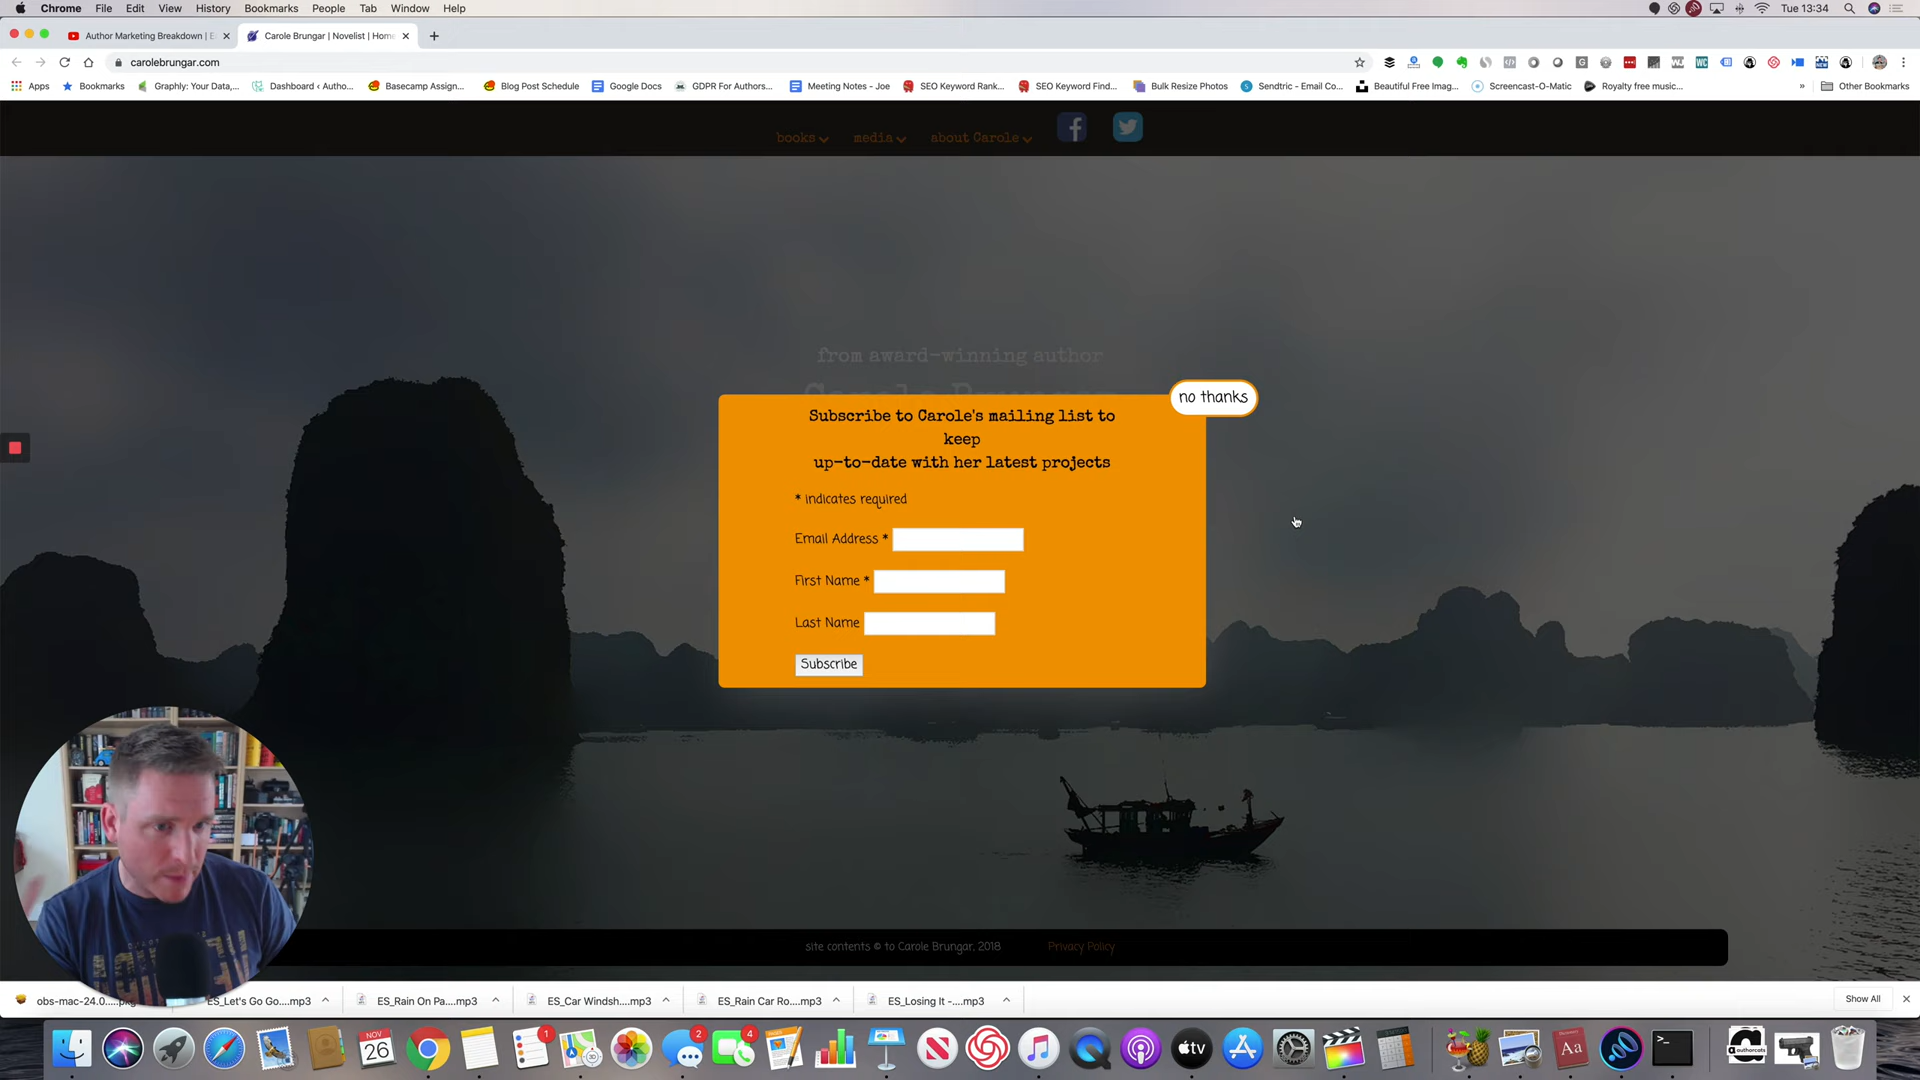 Chrome File Edit View History Bookmarks People Tab Window Help Tue 13:34
Author Marketing Breakdown | E Carole Brungar | Novelist | Home
carolebrungar.com
Apps Bookmarks Graphly: Your Data,... Dashboard ‹ Autho... Basecamp Assign... Blog Post Schedule Google Docs GDPR For Authors... Meeting Notes - Joe SEO Keyword Rank... SEO Keyword Find... Bulk Resize Photos Sendtric - Email Co... Beautiful Free Imag... Screencast-O-Matic Royalty free music... » Other Bookmarks
books media about Carole
from award-winning author
no thanks
Subscribe to Carole's mailing list to
keep
up-to-date with her latest projects
* indicates required
Email Address *
First Name *
Last Name
Subscribe
site contents © to Carole Brungar, 2018 Privacy Policy
obs-mac-24.0.... ES_Let's Go Go....mp3 ES_Rain On Pa....mp3 ES_Car Windsh....mp3 ES_Rain Car Ro....mp3 ES_Losing It -....mp3 Show All
1 NOV 2 4
26 tv Aa